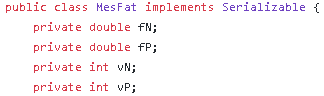 public class MesFat implements Serializable {
private double fN;
private double fP;
private int vN;
private int vP;